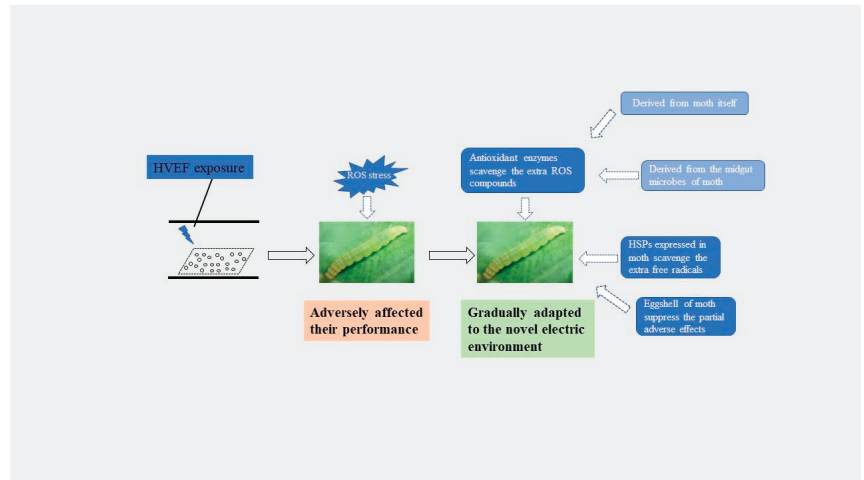 HVEF exposure
ROS stress
Adversely affected
their performance
Antioxidant enzymes
scavenge the extra ROS
compounds
Gradually adapted
to the novel electric
environment
Derived from moth itself
Derived from the midgut
microbes of moth
HSPs expressed in
moth scavenge the
extra free radicals
Eggshell of moth
suppress the partial
adverse effects